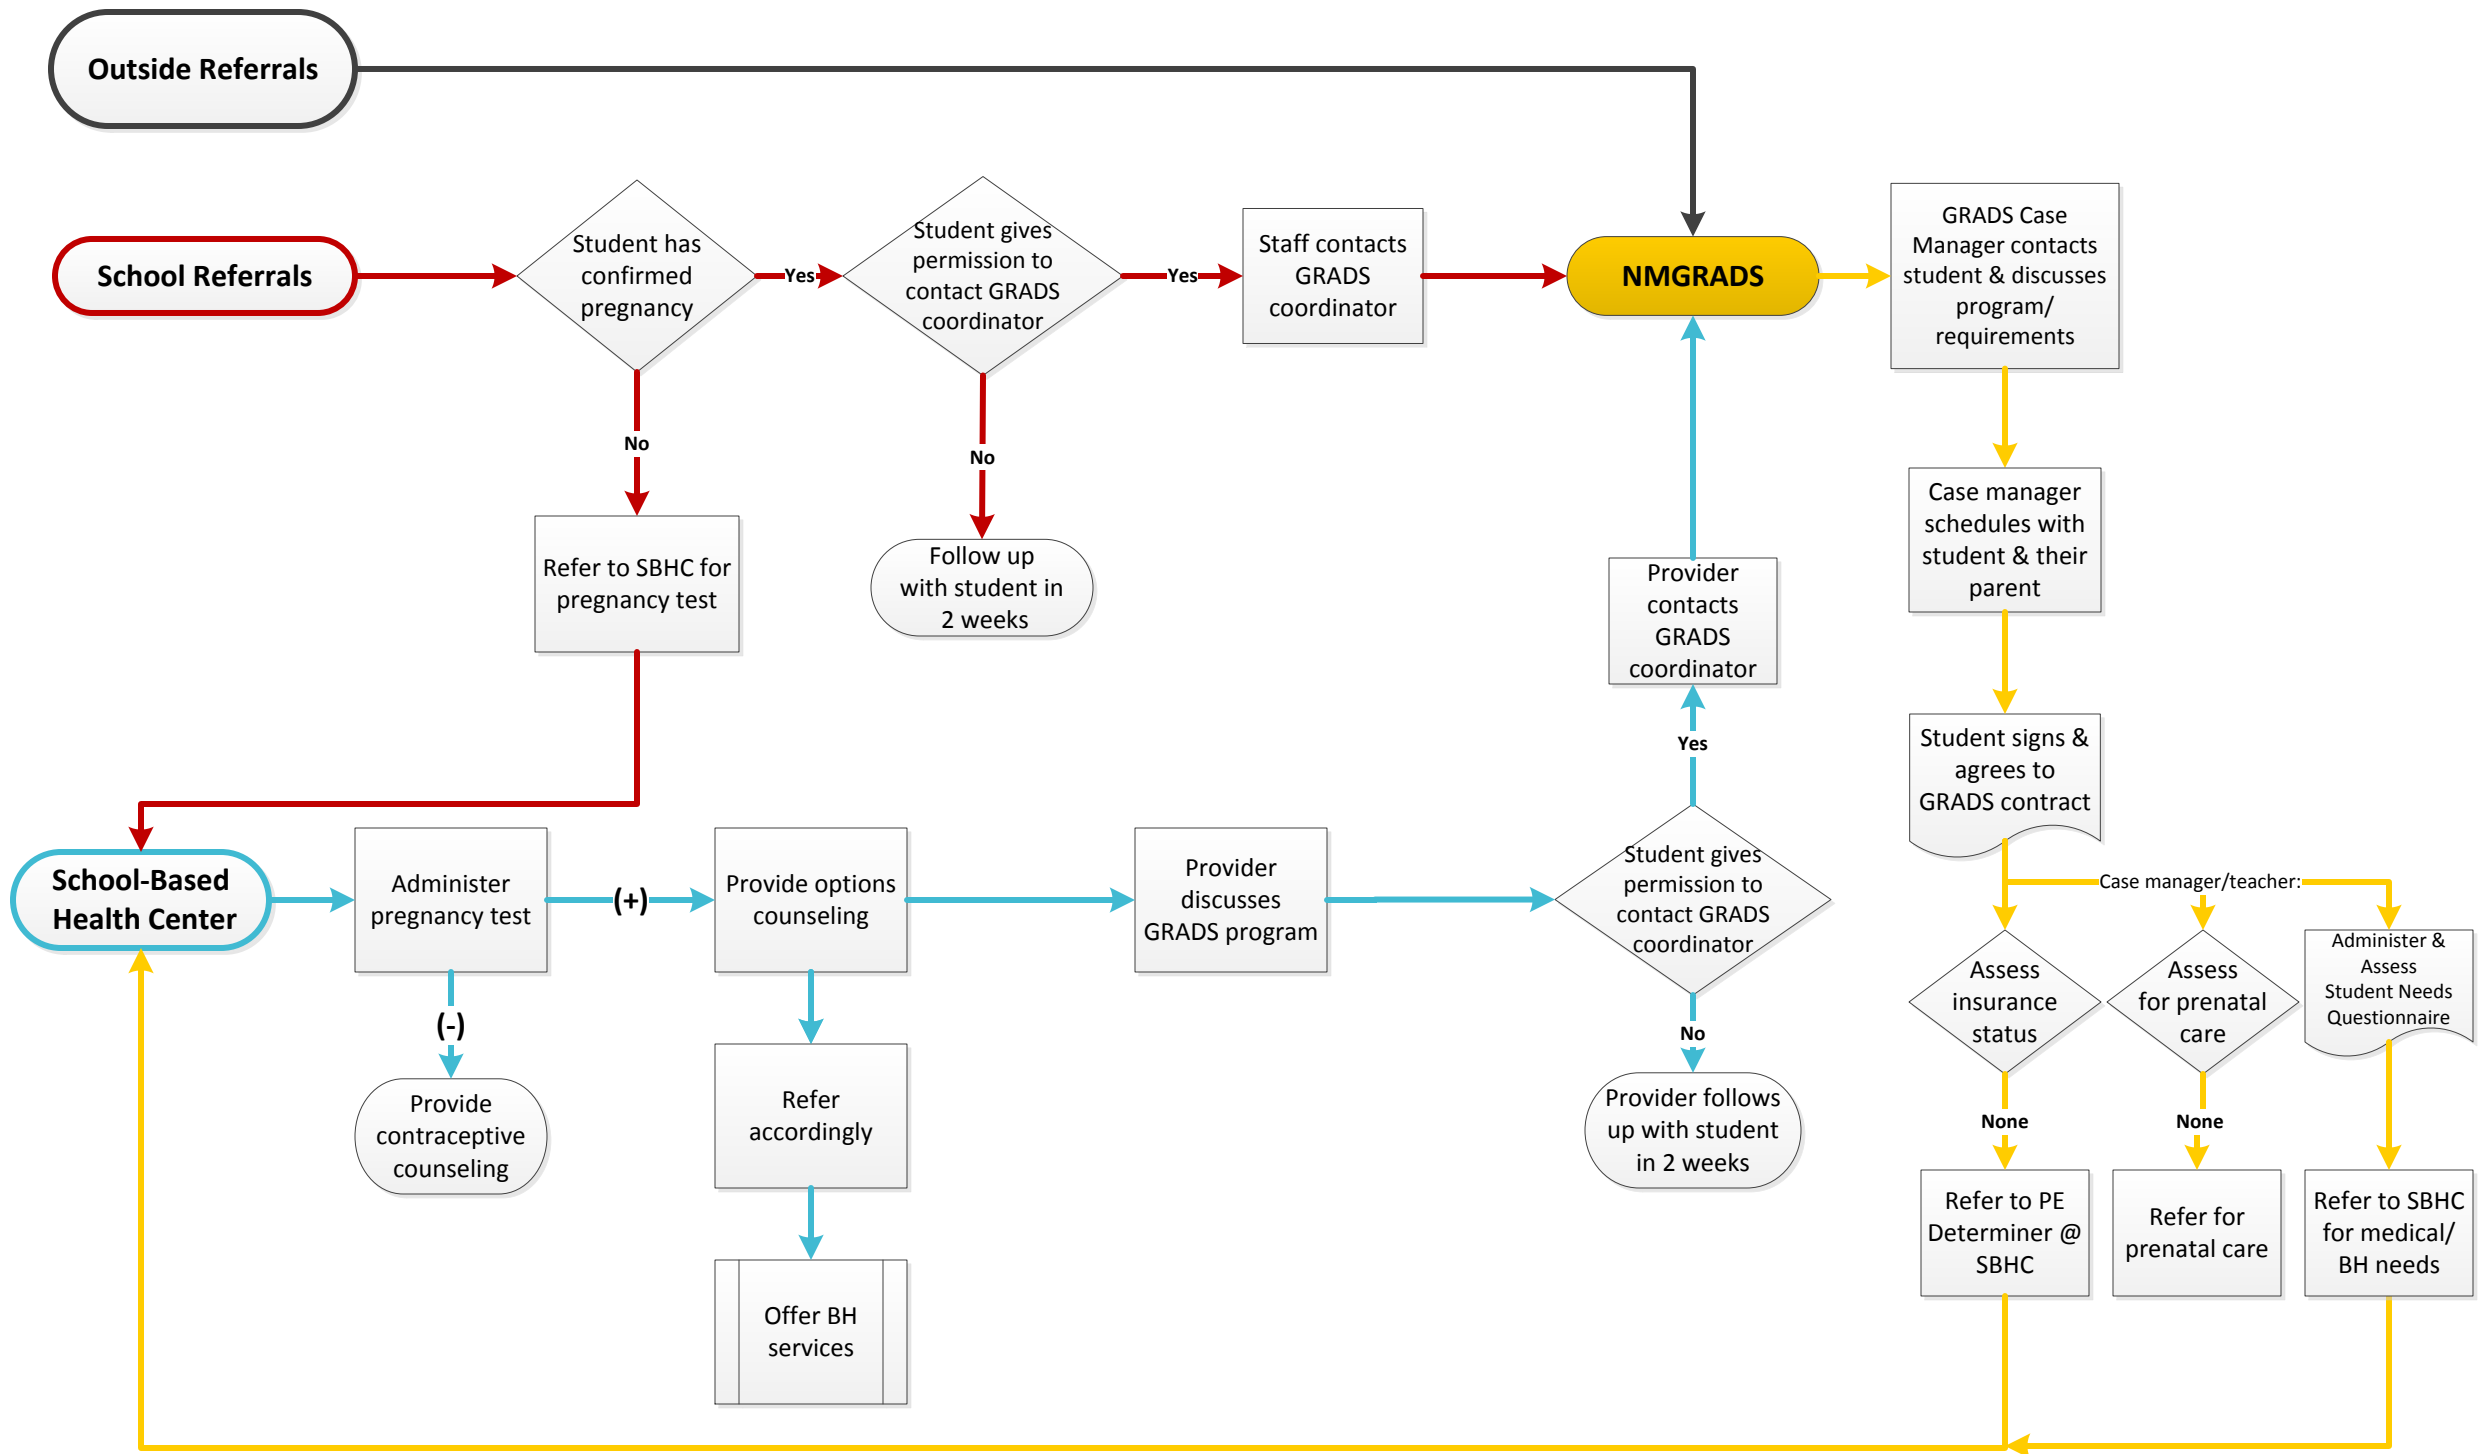 Outside Referrals
School Referrals
Student has
confirmed
pregnancy
Yes
Student gives
permission to
contact GRADS
coordinator
Yes
Staff contacts
GRADS
coordinator
NMGRADS
GRADS Case
Manager contacts
student & discusses
program/
requirements
No
Refer to SBHC for
pregnancy test
No
Follow up
with student in
2 weeks
Provider
contacts
GRADS
coordinator
Case manager
schedules with
student & their
parent
Yes
Student signs &
agrees to
GRADS contract
School-Based
Health Center
Administer
pregnancy test
(+)
Provide options
counseling
Provider
discusses
GRADS program
Student gives
permission to
contact GRADS
coordinator
Case manager/teacher:
Assess
insurance
status
Assess
for prenatal
care
Administer &
Assess
Student Needs
Questionnaire
(-)
Provide
contraceptive
counseling
Refer
accordingly
No
Provider follows
up with student
in 2 weeks
None
None
Refer to PE
Determiner @
SBHC
Refer for
prenatal care
Refer to SBHC
for medical/
BH needs
Offer BH
services